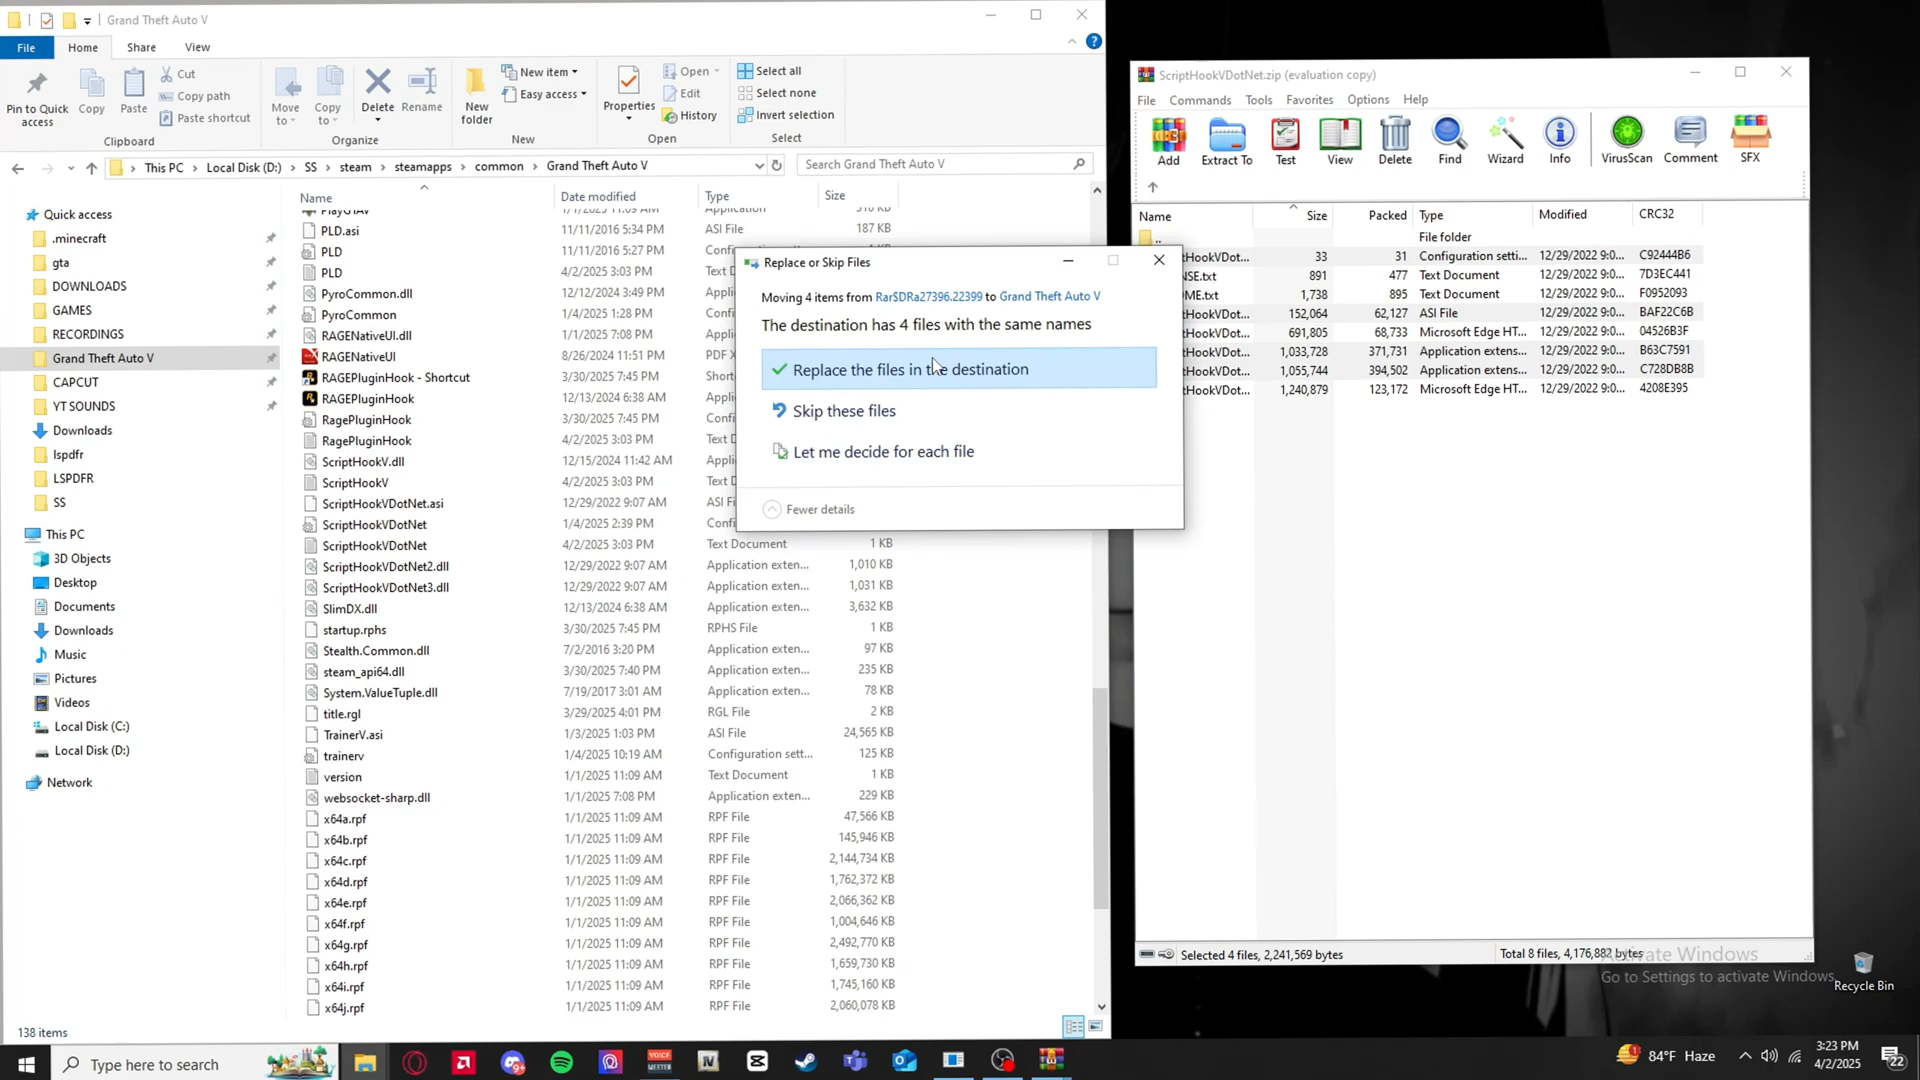 Grand Theft Auto V
File Home Share View
Pin to Quick access
Copy
Paste
Cut
Copy path
Paste shortcut
Clipboard
Move to
Copy to
Delete
Rename
Organize
New folder
New item
Easy access
New
Properties
Open
Edit
History
Open
Select all
Select none
Invert selection
Select
This PC > Local Disk (D:) > SS > steam > steamapps > common > Grand Theft Auto V
Search Grand Theft Auto V
Quick access
.minecraft
gta
DOWNLOADS
GAMES
RECORDINGS
Grand Theft Auto V
CAPCUT
YT SOUNDS
Downloads
lspdfr
LSPDFR
SS
This PC
3D Objects
Desktop
Documents
Downloads
Music
Pictures
Videos
Local Disk (C:)
Local Disk (D:)
Network
138 items
Name Date modified Type Size
PlayGTAV 1/1/2025 11:09 AM Application
PLD.asi 11/11/2016 5:34 PM ASI File 187 KB
PLD 11/11/2016 5:27 PM
PLD 4/2/2025 3:03 PM
PyroCommon.dll 12/12/2024 3:49 PM
PyroCommon 1/4/2025 1:28 PM
RAGENativeUI.dll 1/1/2025 7:08 PM
RAGENativeUI 8/26/2024 11:51 PM PDF X
RAGEPluginHook - Shortcut 3/30/2025 7:45 PM
RAGEPluginHook 12/13/2024 6:38 AM
RagePluginHook 3/30/2025 7:45 PM
RagePluginHook 4/2/2025 3:03 PM
ScriptHookV.dll 12/15/2024 11:42 AM
ScriptHookV 4/2/2025 3:03 PM
ScriptHookVDotNet.asi 12/29/2022 9:07 AM
ScriptHookVDotNet 1/4/2025 2:39 PM
ScriptHookVDotNet 4/2/2025 3:03 PM Text Document 1 KB
ScriptHookVDotNet2.dll 12/29/2022 9:07 AM Application exten... 1,010 KB
ScriptHookVDotNet3.dll 12/29/2022 9:07 AM Application exten... 1,031 KB
SlimDX.dll 12/13/2024 6:38 AM Application exten... 3,632 KB
startup.rphs 3/30/2025 7:45 PM RPHS File 1 KB
Stealth.Common.dll 7/2/2016 3:20 PM Application exten... 97 KB
steam_api64.dll 3/30/2025 7:40 PM Application exten... 235 KB
System.ValueTuple.dll 7/19/2017 3:01 AM Application exten... 78 KB
title.rgl 3/29/2025 4:01 PM RGL File 2 KB
TrainerV.asi 1/3/2025 1:03 PM ASI File 24,565 KB
trainerv 1/4/2025 10:19 AM Configuration sett... 125 KB
version 1/1/2025 11:09 AM Text Document 1 KB
websocket-sharp.dll 1/1/2025 7:08 PM Application exten... 229 KB
x64a.rpf 1/1/2025 11:09 AM RPF File 47,566 KB
x64b.rpf 1/1/2025 11:09 AM RPF File 145,946 KB
x64c.rpf 1/1/2025 11:09 AM RPF File 2,144,734 KB
x64d.rpf 1/1/2025 11:09 AM RPF File 1,762,372 KB
x64e.rpf 1/1/2025 11:09 AM RPF File 2,066,362 KB
x64f.rpf 1/1/2025 11:09 AM RPF File 1,004,646 KB
x64g.rpf 1/1/2025 11:09 AM RPF File 2,492,770 KB
x64h.rpf 1/1/2025 11:09 AM RPF File 1,659,730 KB
x64i.rpf 1/1/2025 11:09 AM RPF File 1,745,160 KB
x64j.rpf 1/1/2025 11:09 AM RPF File 2,060,078 KB
Replace or Skip Files
Moving 4 items from Rar$DRa27396.22399 to Grand Theft Auto V
The destination has 4 files with the same names
Replace the files in the destination
Skip these files
Let me decide for each file
Fewer details
ScriptHookVDotNet.zip (evaluation copy)
File Commands Tools Favorites Options Help
Add Extract To Test View Delete Find Wizard Info VirusScan Comment SFX
Name Size Packed Type Modified CRC32
.. File folder
tHookVDot... 33 31 Configuration setti... 12/29/2022 9:0... C92444B6
NSE.txt 891 477 Text Document 12/29/2022 9:0... 7D3EC441
OME.txt 1,738 895 Text Document 12/29/2022 9:0... F0952093
tHookVDot... 152,064 62,127 ASI File 12/29/2022 9:0... BAF22C6B
tHookVDot... 691,805 68,733 Microsoft Edge HT... 12/29/2022 9:0... 04526B3F
tHookVDot... 1,033,728 371,731 Application extens... 12/29/2022 9:0... B63C7591
tHookVDot... 1,055,744 394,502 Application extens... 12/29/2022 9:0... C728DB8B
tHookVDot... 1,240,879 123,172 Microsoft Edge HT... 12/29/2022 9:0... 4208E395
Selected 4 files, 2,241,569 bytes
Total 8 files, 4,176,882 bytes
Activate Windows
Go to Settings to activate Windows.
Recycle Bin
Type here to search
VOICE MEETER
IV
84°F Haze
3:23 PM
4/2/2025
22